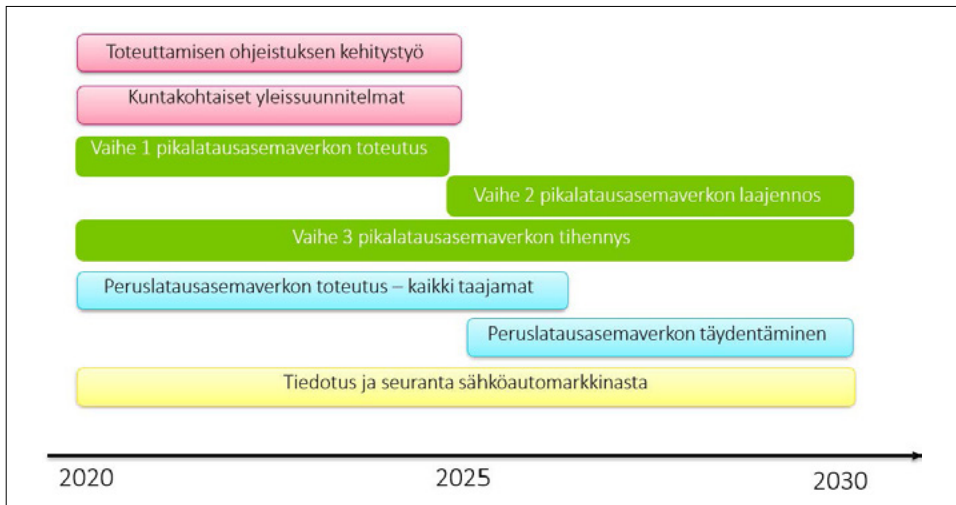 Toteuttamisen ohjeistuksen kehitystyö
Kuntakohtaiset yleissuunnitelmat
Vaihe 1 pikalatausasemaverkon toteutus
Vaihe 2 pikalatausasemaverkon laajennos
Vaihe 3 pikalatausasemaverkon tihennys
Peruslatausasemaverkon toteutus – kaikki taajamat
Peruslatausasemaverkon täydentäminen
Tiedotus ja seuranta sähköautomarkkinasta
2020 2025 2030